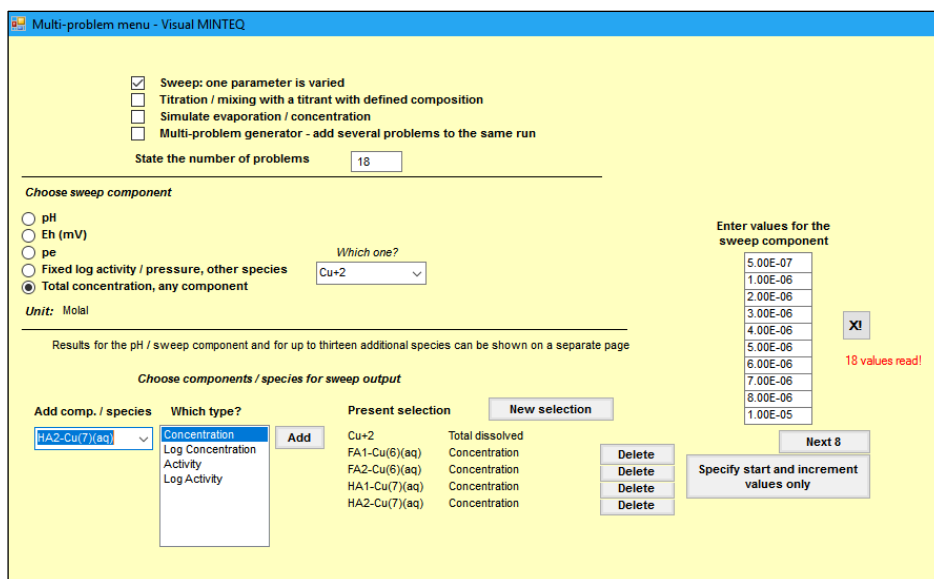 Multi-problem menu - Visual MINTEQ
Sweep: one parameter is varied
Titration / mixing with a titrant with defined composition
Simulate evaporation / concentration
Multi-problem generator - add several problems to the same run
State the number of problems 18
Choose sweep component
pH
Eh (mV)
pe
Fixed log activity / pressure, other species
Total concentration, any component
Which one?
Cu+2
Unit: Molal
Enter values for the
sweep component
5.00E-07
1.00E-06
2.00E-06
3.00E-06
4.00E-06
5.00E-06
6.00E-06
7.00E-06
8.00E-06
1.00E-05
X!
18 values read!
Next 8
Specify start and increment
values only
Results for the pH / sweep component and for up to thirteen additional species can be shown on a separate page
Choose components / species for sweep output
Add comp. / species
HA2-Cu(7)(aq)
Which type?
Concentration
Log Concentration
Activity
Log Activity
Add
Present selection
New selection
Cu+2 Total dissolved
FA1-Cu(6)(aq) Concentration Delete
FA2-Cu(6)(aq) Concentration Delete
HA1-Cu(7)(aq) Concentration Delete
HA2-Cu(7)(aq) Concentration Delete